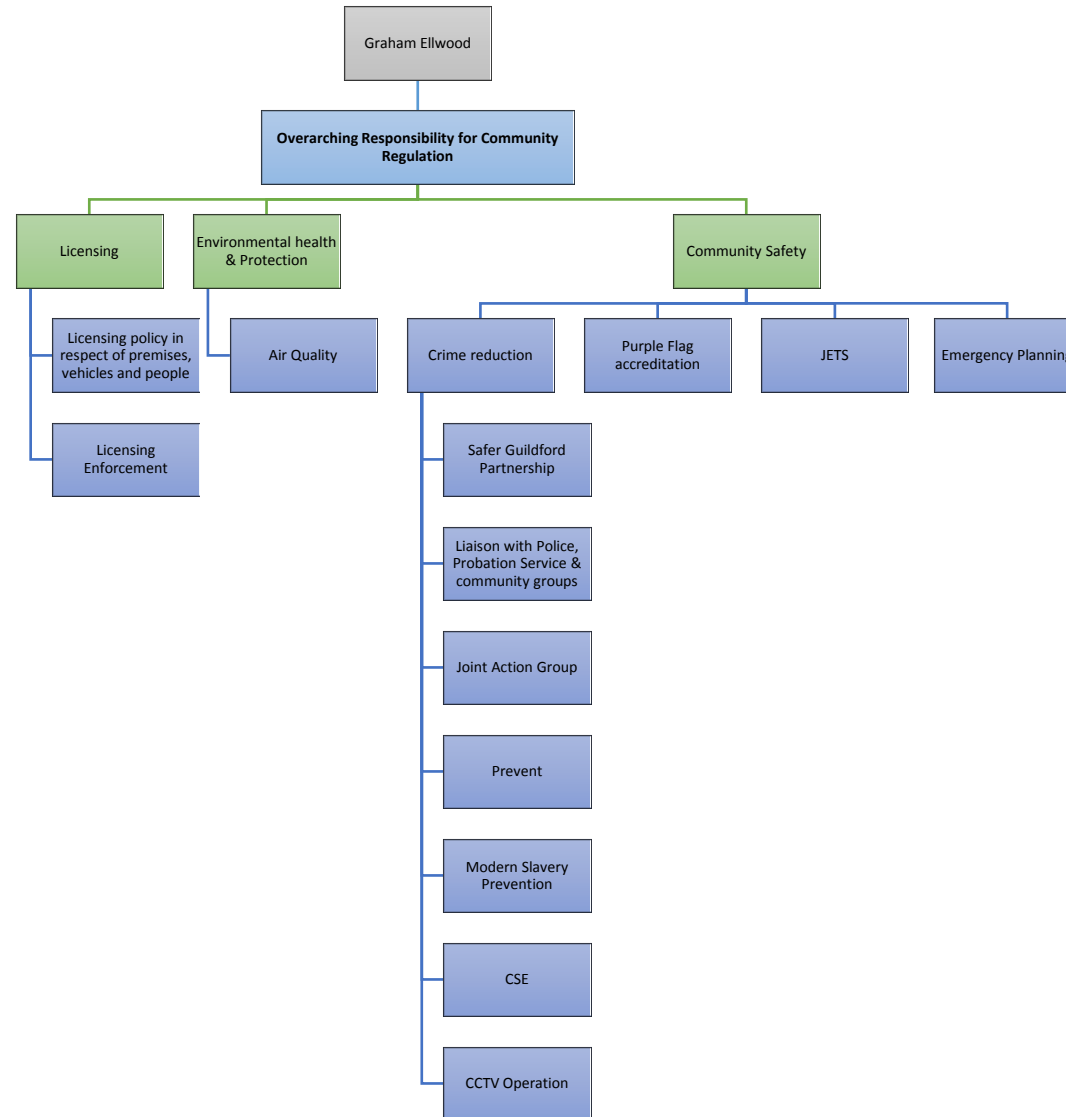 Graham Ellwood
Overarching Responsibility for Community
Regulation
Licensing
Environmental health
& Protection
Community Safety
Licensing policy in
respect of premises,
vehicles and people
Air Quality
Crime reduction
Purple Flag
accreditation
JETS
Emergency Planning
Licensing
Enforcement
Safer Guildford
Partnership
Liaison with Police,
Probation Service &
community groups
Joint Action Group
Prevent
Modern Slavery
Prevention
CSE
CCTV Operation